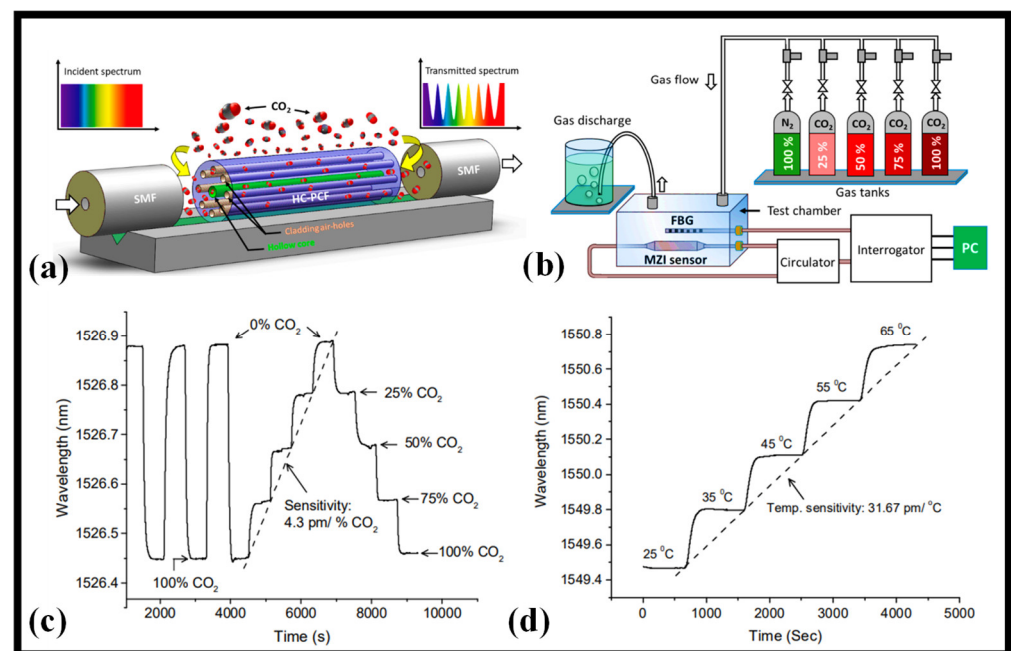 Incident spectrum
CO2
Transmitted spectrum
SMF
HC-PCF
SMF
Cladding air-holes
Hollow core
(a)
Gas flow
Gas discharge
N2
100 %
CO2
25 %
CO2
50 %
CO2
75 %
CO2
100 %
Gas tanks
Test chamber
FBG
MZI sensor
Circulator
Interrogator
PC
(b)
Wavelength (nm)
1526.9
1526.8
1526.7
1526.6
1526.5
1526.4
0% CO2
25% CO2
50% CO2
75% CO2
100% CO2
Sensitivity:
4.3 pm/ % CO2
100% CO2
2000
4000
6000
8000
10000
Time (s)
(c)
Wavelength (nm)
1550.8
1550.6
1550.4
1550.2
1550.0
1549.8
1549.6
1549.4
65 °C
55 °C
45 °C
35 °C
25 °C
Temp. sensitivity: 31.67 pm/ °C
0
1000
2000
3000
4000
5000
Time (Sec)
(d)